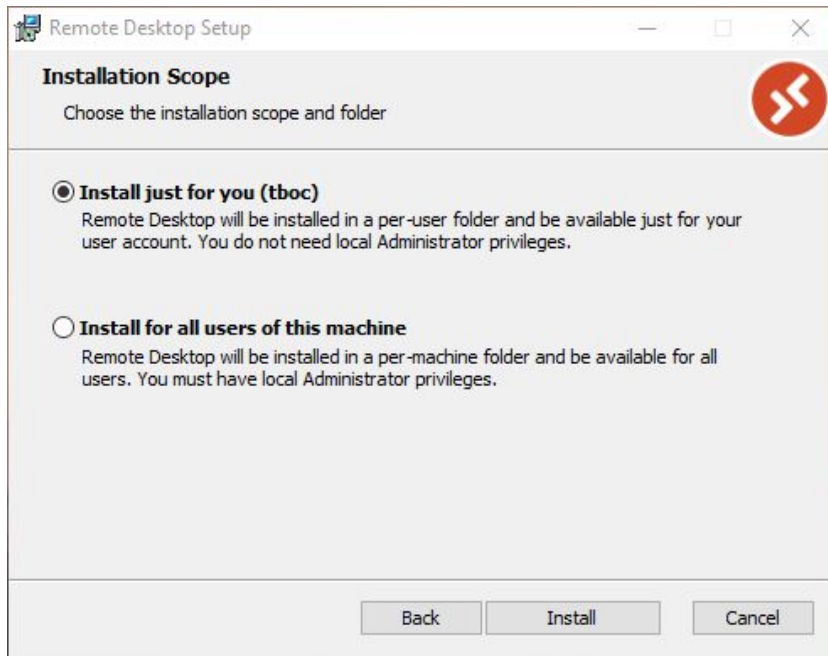 Remote Desktop Setup
Installation Scope
Choose the installation scope and folder
Install just for you (tboc)
Remote Desktop will be installed in a per-user folder and be available just for your
user account. You do not need local Administrator privileges.
Install for all users of this machine
Remote Desktop will be installed in a per-machine folder and be available for all
users. You must have local Administrator privileges.
Back Install Cancel